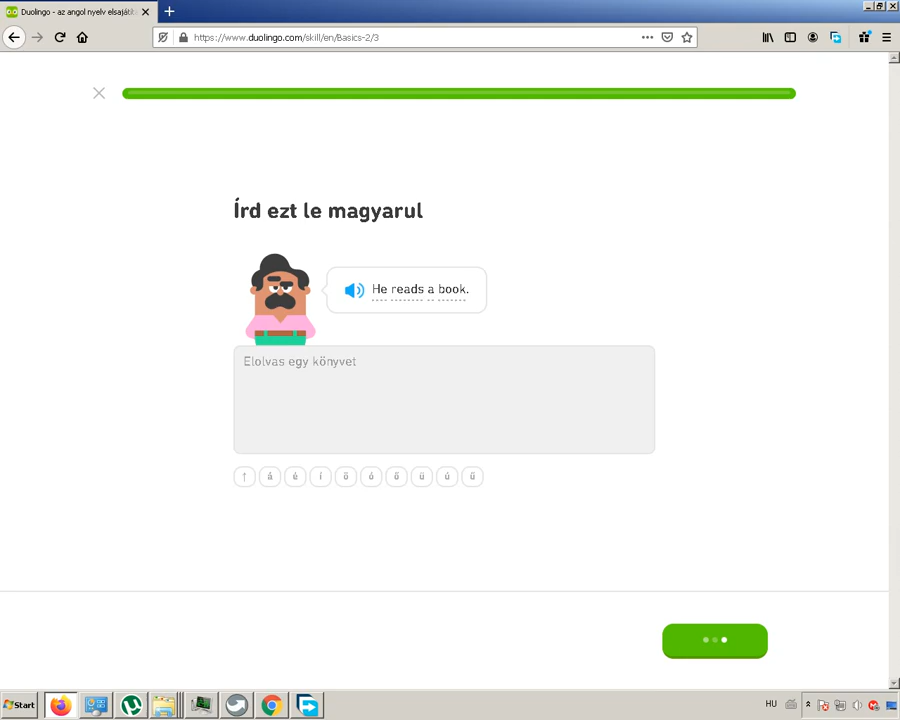 Duolingo - az angol nyelv elsajátítá
https://www.duolingo.com/skill/en/Basics-2/3
Írd ezt le magyarul
He reads a book.
Elolvas egy könyvet
↑ á é í ö ó ő ü ú ű
Start
HU